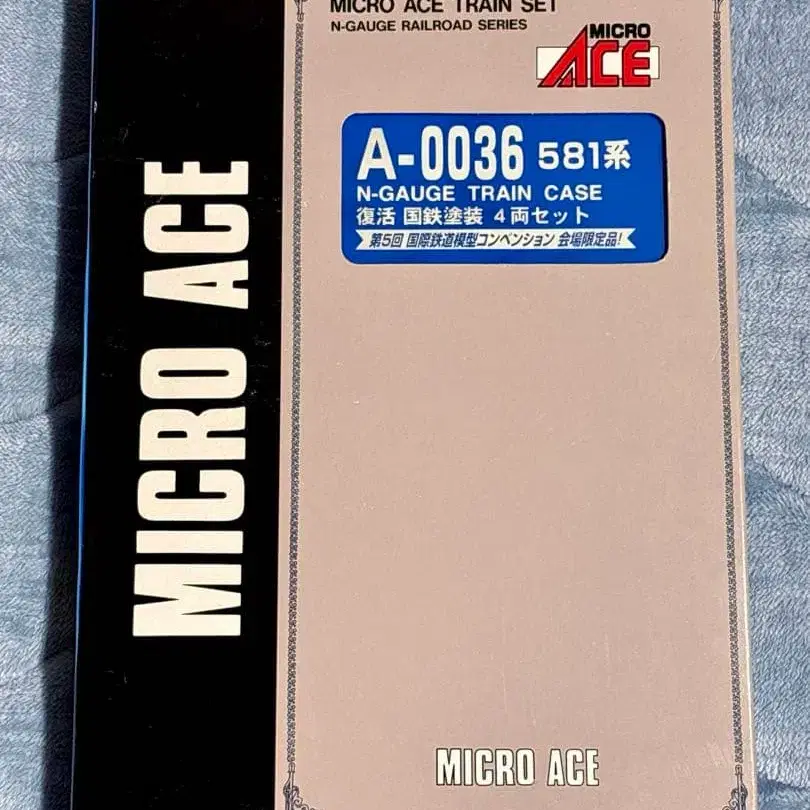 MICRO ACE TRAIN SET
N-GAUGE RAILROAD SERIES
MICRO
ACE
A-0036 581系
N-GAUGE TRAIN CASE
復活 国鉄塗装 4両セット
第5回 国際鉄道模型コンベンション 会場限定品!
MICRO ACE
MICRO ACE